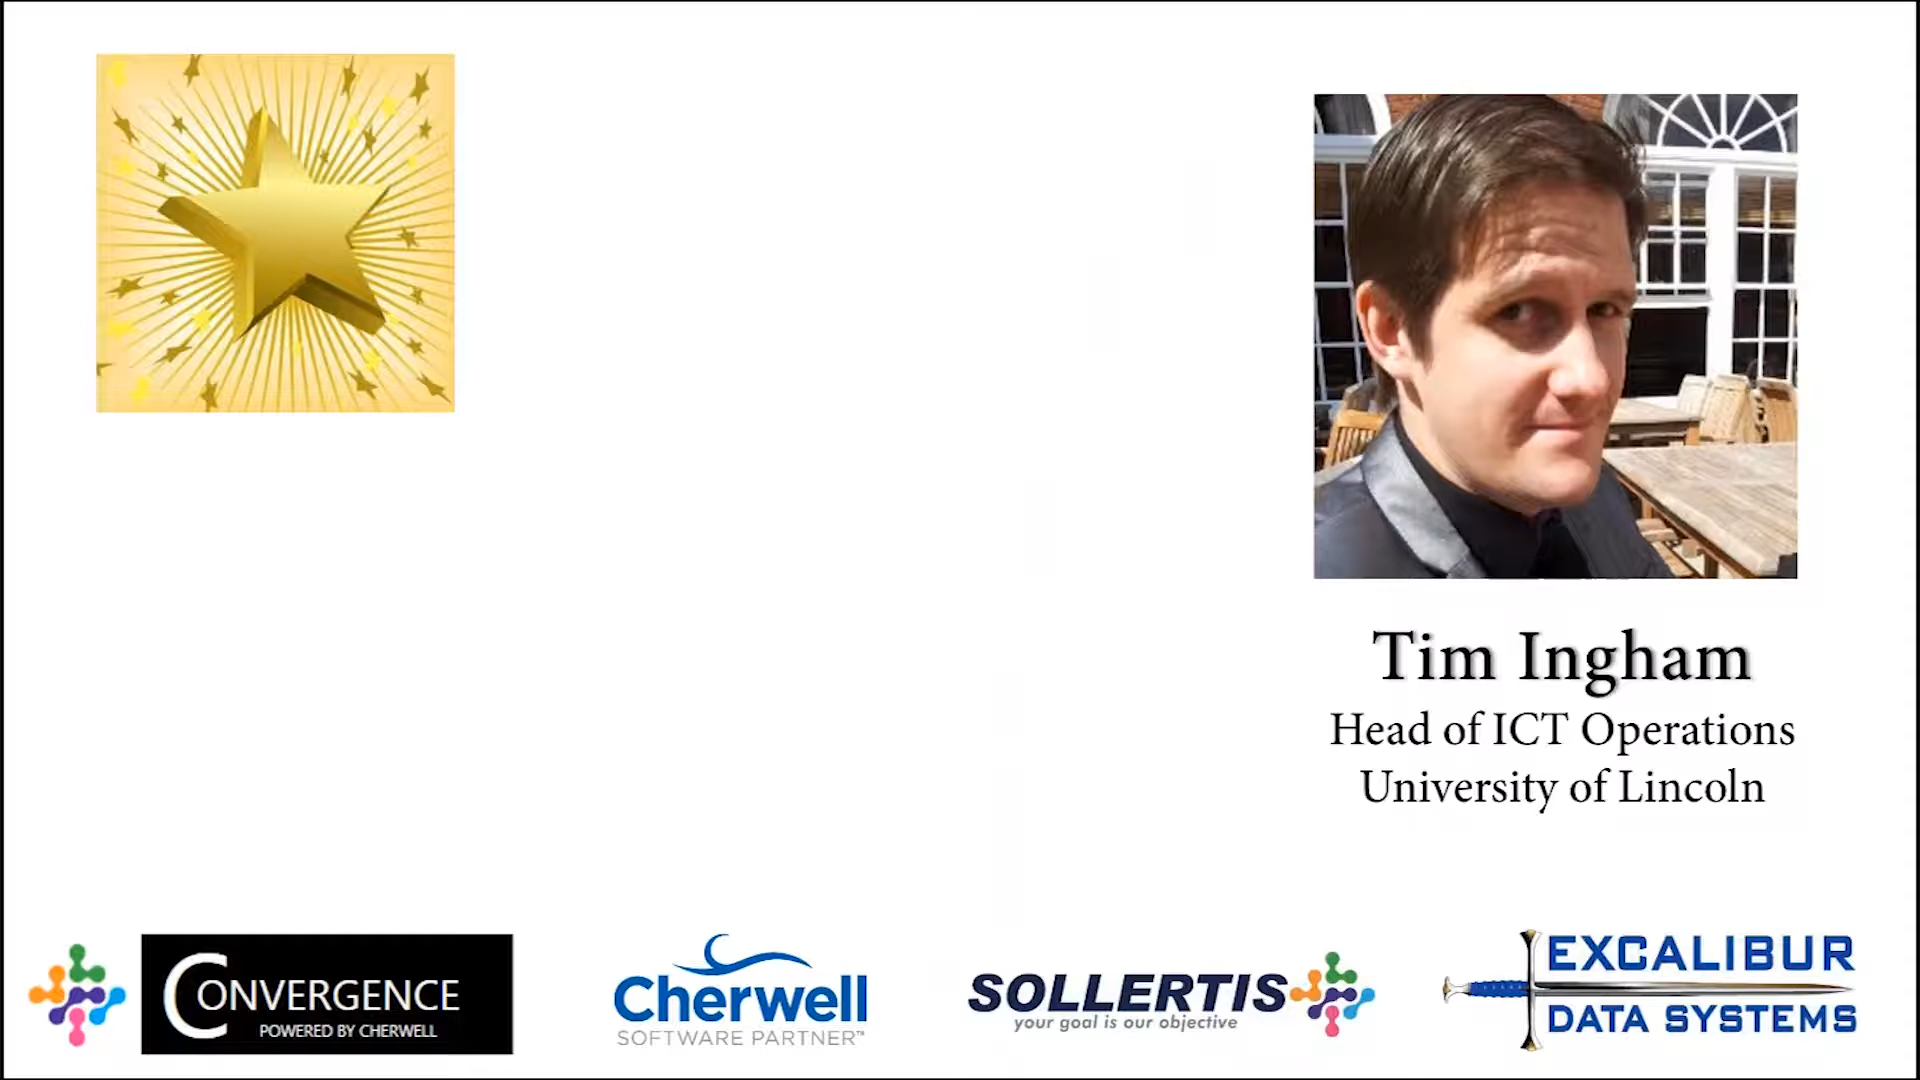 Tim Ingham
Head of ICT Operations
University of Lincoln
CONVERGENCE
POWERED BY CHERWELL
Cherwell
SOFTWARE PARTNER™
SOLLERTIS
your goal is our objective
EXCALIBUR
DATA SYSTEMS